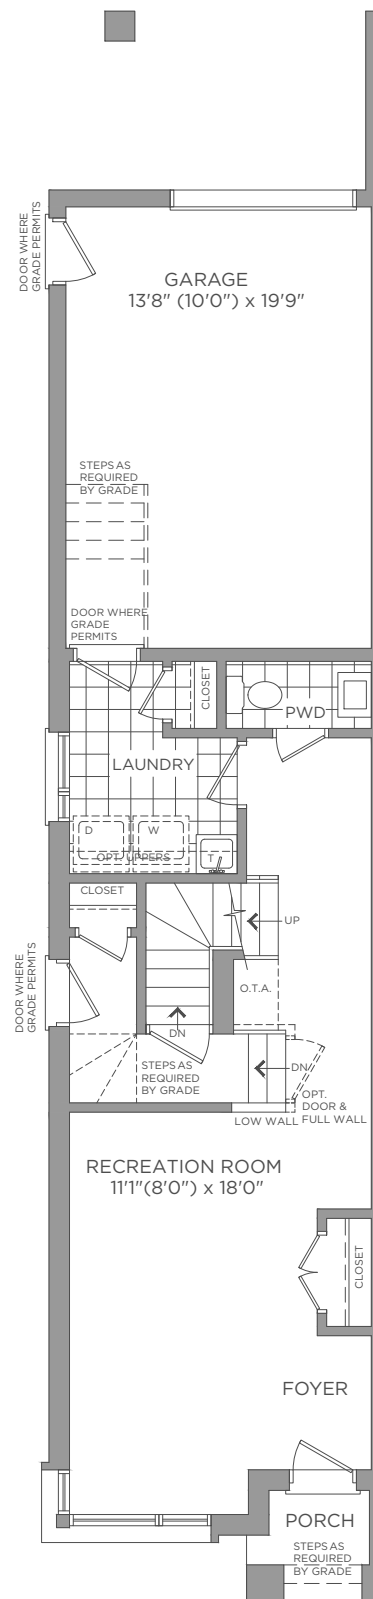 DOOR WHERE
GRADE PERMITS
GARAGE
13'8" (10'0") x 19'9"
STEPS AS
REQUIRED
BY GRADE
DOOR WHERE
GRADE
PERMITS
CLOSET
PWD
LAUNDRY
D
W
OPT. UPPERS
T
CLOSET
UP
DOOR WHERE
GRADE PERMITS
O.T.A.
DN
STEPS AS
REQUIRED
BY GRADE
DN
OPT.
DOOR &
FULL WALL
LOW WALL
RECREATION ROOM
11'1"(8'0") x 18'0"
CLOSET
FOYER
PORCH
STEPS AS
REQUIRED
BY GRADE